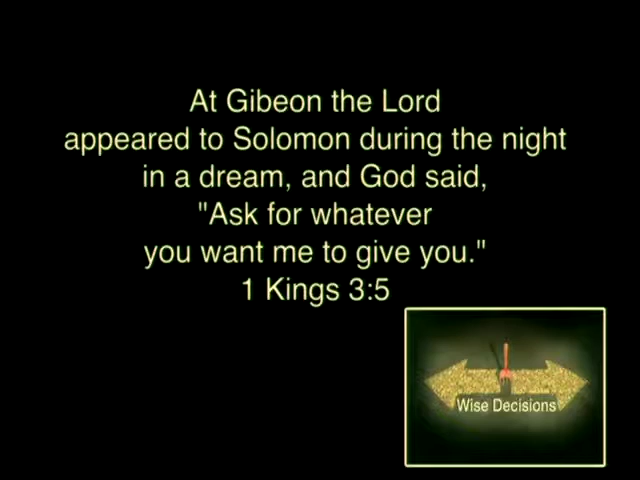 At Gibeon the Lord
appeared to Solomon during the night
in a dream, and God said,
"Ask for whatever
you want me to give you."
1 Kings 3:5
Wise Decisions